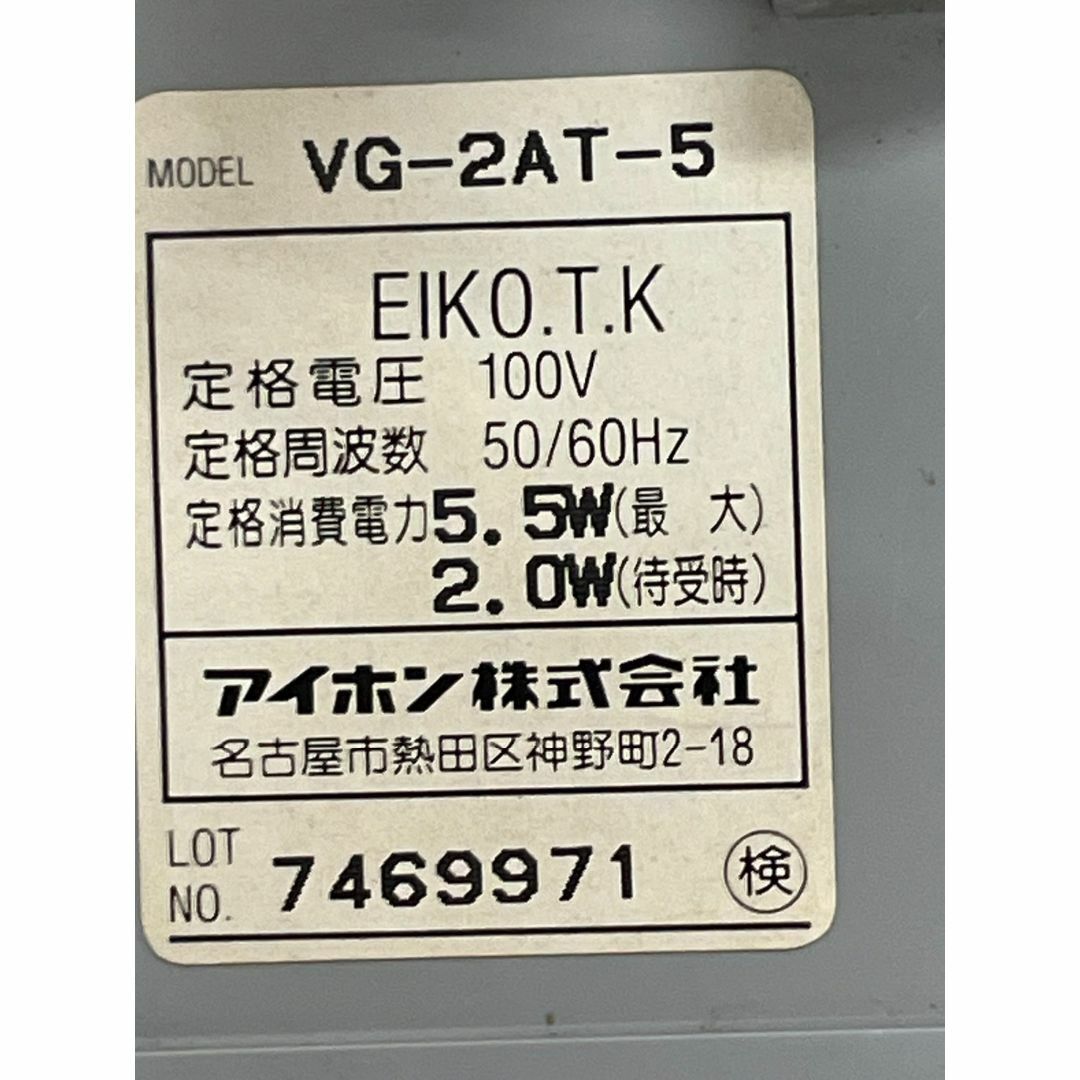 MODEL VG-2AT-5
EIKO.T.K
定格電圧 100V
定格周波数 50/60Hz
定格消費電力5.5W(最 大)
2.0W(待受時)
アイホン株式会社
名古屋市熱田区神野町2-18
LOT NO. 7469971 検